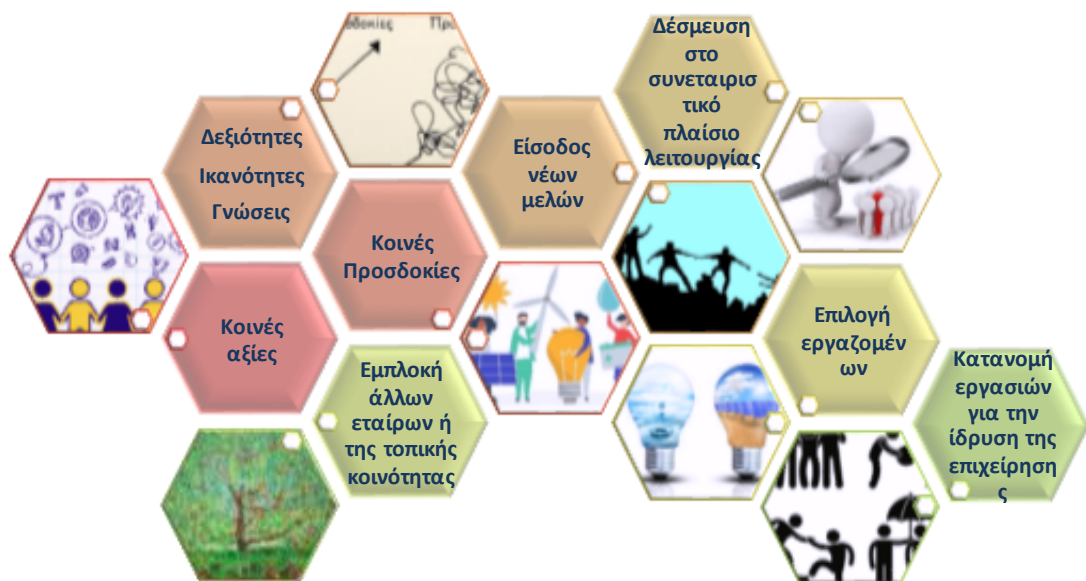 Δεξιότητες
Ικανότητες
Γνώσεις
Κοινές
αξίες
Κοινές
Προσδοκίες
Εμπλοκή
άλλων
εταίρων ή
της τοπικής
κοινότητας
Είσοδος
νέων
μελών
Δέσμευση
στο
συνεταιρισ
τικό
πλαίσιο
λειτουργίας
Επιλογή
εργαζομέν
ων
Κατανομή
εργασιών
για την
ίδρυση της
επιχείρηση
ς